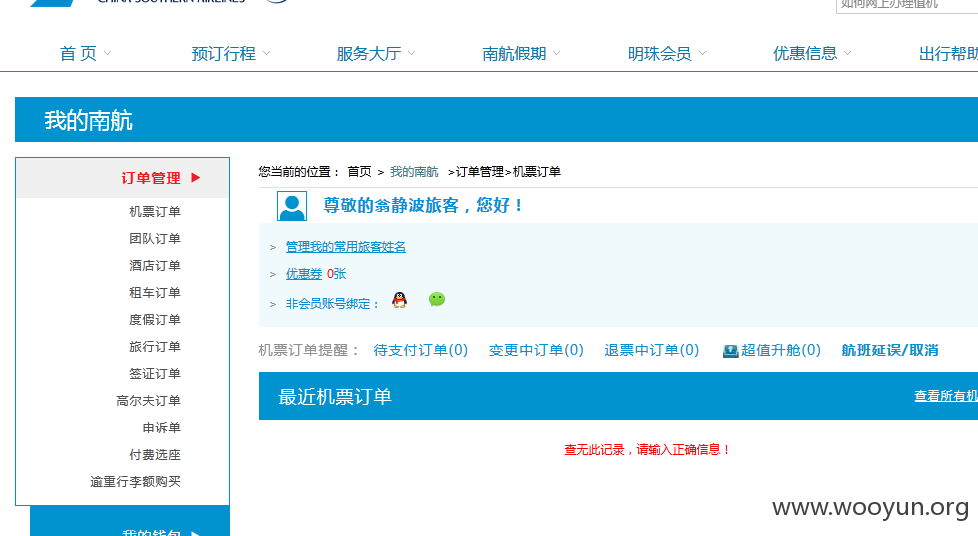 CHINA SOUTHERN AIRLINES
如何网上办理值机
首 页 预订行程 服务大厅 南航假期 明珠会员 优惠信息 出行帮助
我的南航
订单管理
机票订单
团队订单
酒店订单
租车订单
度假订单
旅行订单
签证订单
高尔夫订单
申诉单
付费选座
逾重行李额购买
我的钱包
您当前的位置： 首页 > 我的南航 >订单管理>机票订单
尊敬的翁静波旅客，您好！
> 管理我的常用旅客姓名
> 优惠券 0张
> 非会员账号绑定：
机票订单提醒： 待支付订单(0) 变更中订单(0) 退票中订单(0) 超值升舱(0) 航班延误/取消
最近机票订单 查看所有机
查无此记录，请输入正确信息！
www.wooyun.org